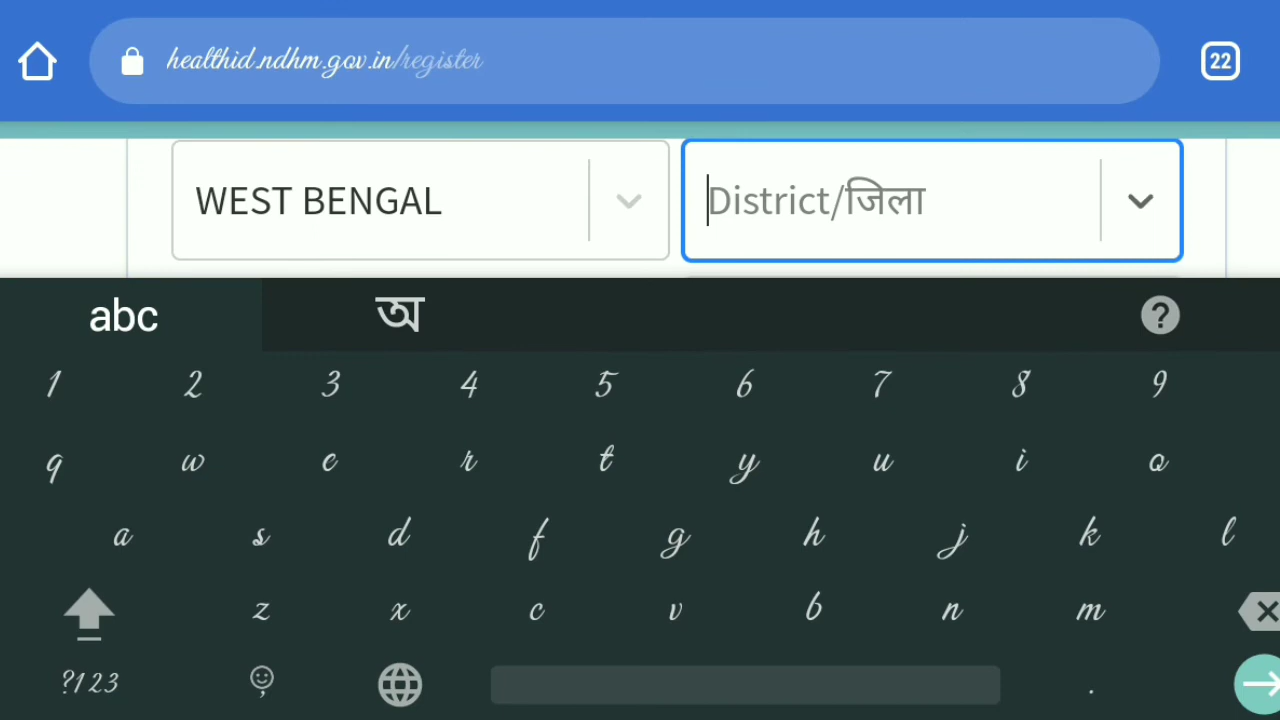 healthid.ndhm.gov.in/register
22
WEST BENGAL
District/जिला
abc
অ
?
1 2 3 4 5 6 7 8 9
q w e r t y u i o
a s d f g h j k l
z x c v b n m
?123 , .